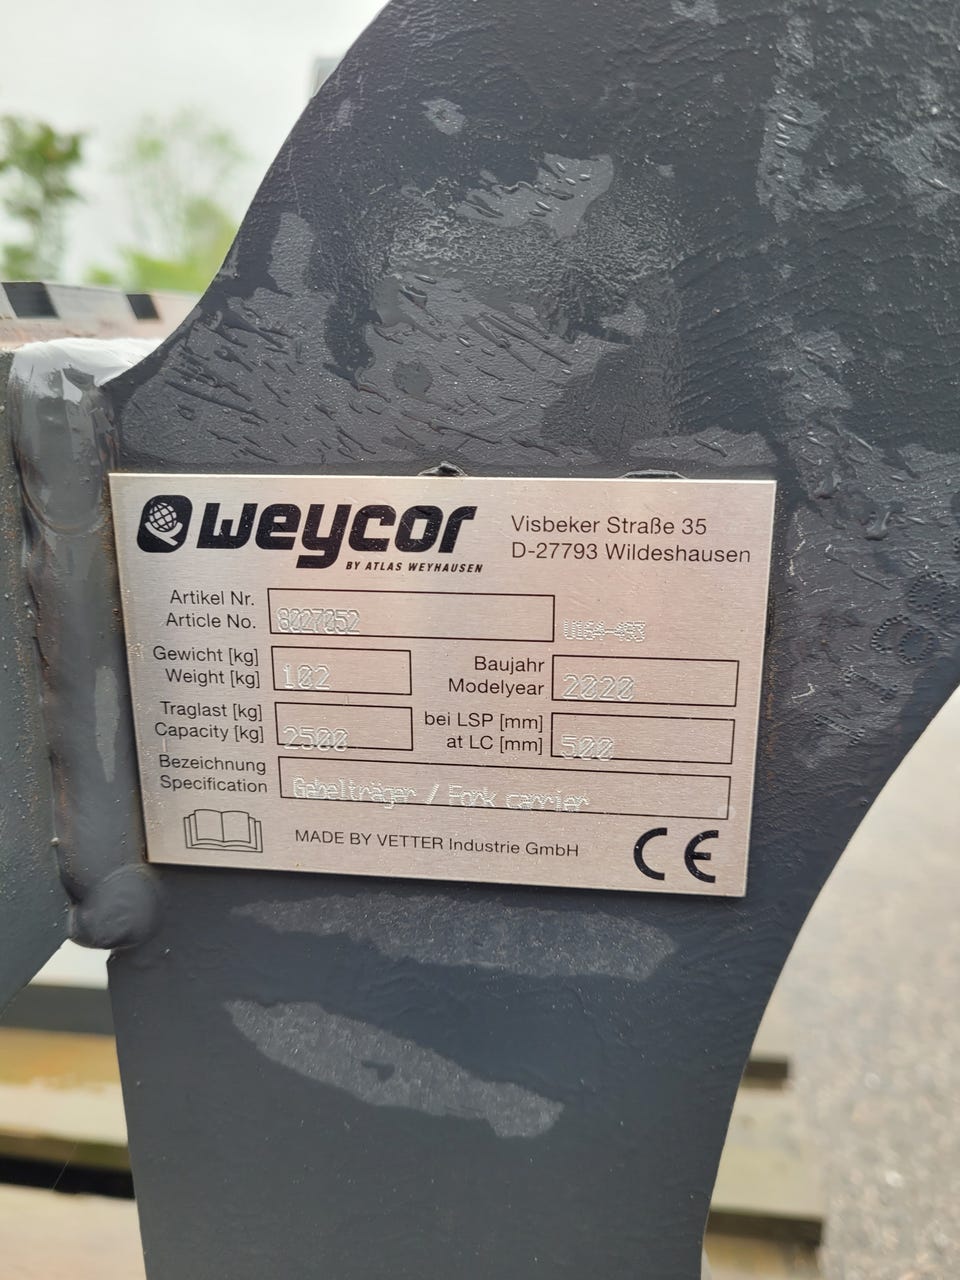 weycor
BY ATLAS WEYHAUSEN
Visbeker Straße 35
D-27793 Wildeshausen
Artikel Nr.
Article No. 8027052
Gewicht [kg]
Weight [kg] 102
Baujahr
Modelyear 2020
Traglast [kg]
Capacity [kg] 2500
bei LSP [mm]
at LC [mm] 500
Bezeichnung
Specification Gabelträger / Fork carrier
MADE BY VETTER Industrie GmbH
CE